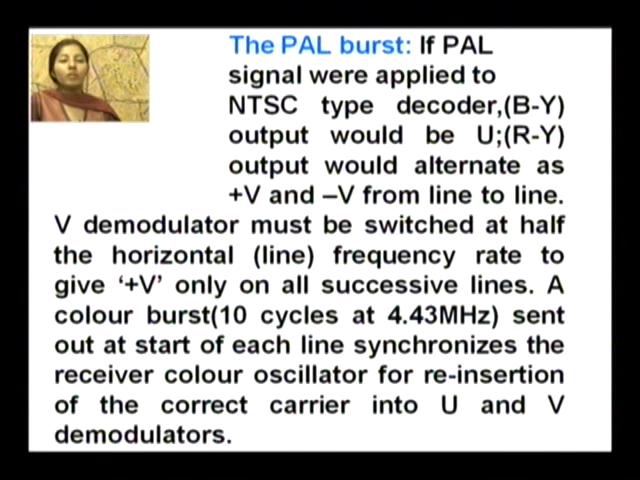 The PAL burst: If PAL
signal were applied to
NTSC type decoder,(B-Y)
output would be U;(R-Y)
output would alternate as
+V and –V from line to line.
V demodulator must be switched at half
the horizontal (line) frequency rate to
give ‘+V’ only on all successive lines. A
colour burst(10 cycles at 4.43MHz) sent
out at start of each line synchronizes the
receiver colour oscillator for re-insertion
of the correct carrier into U and V
demodulators.